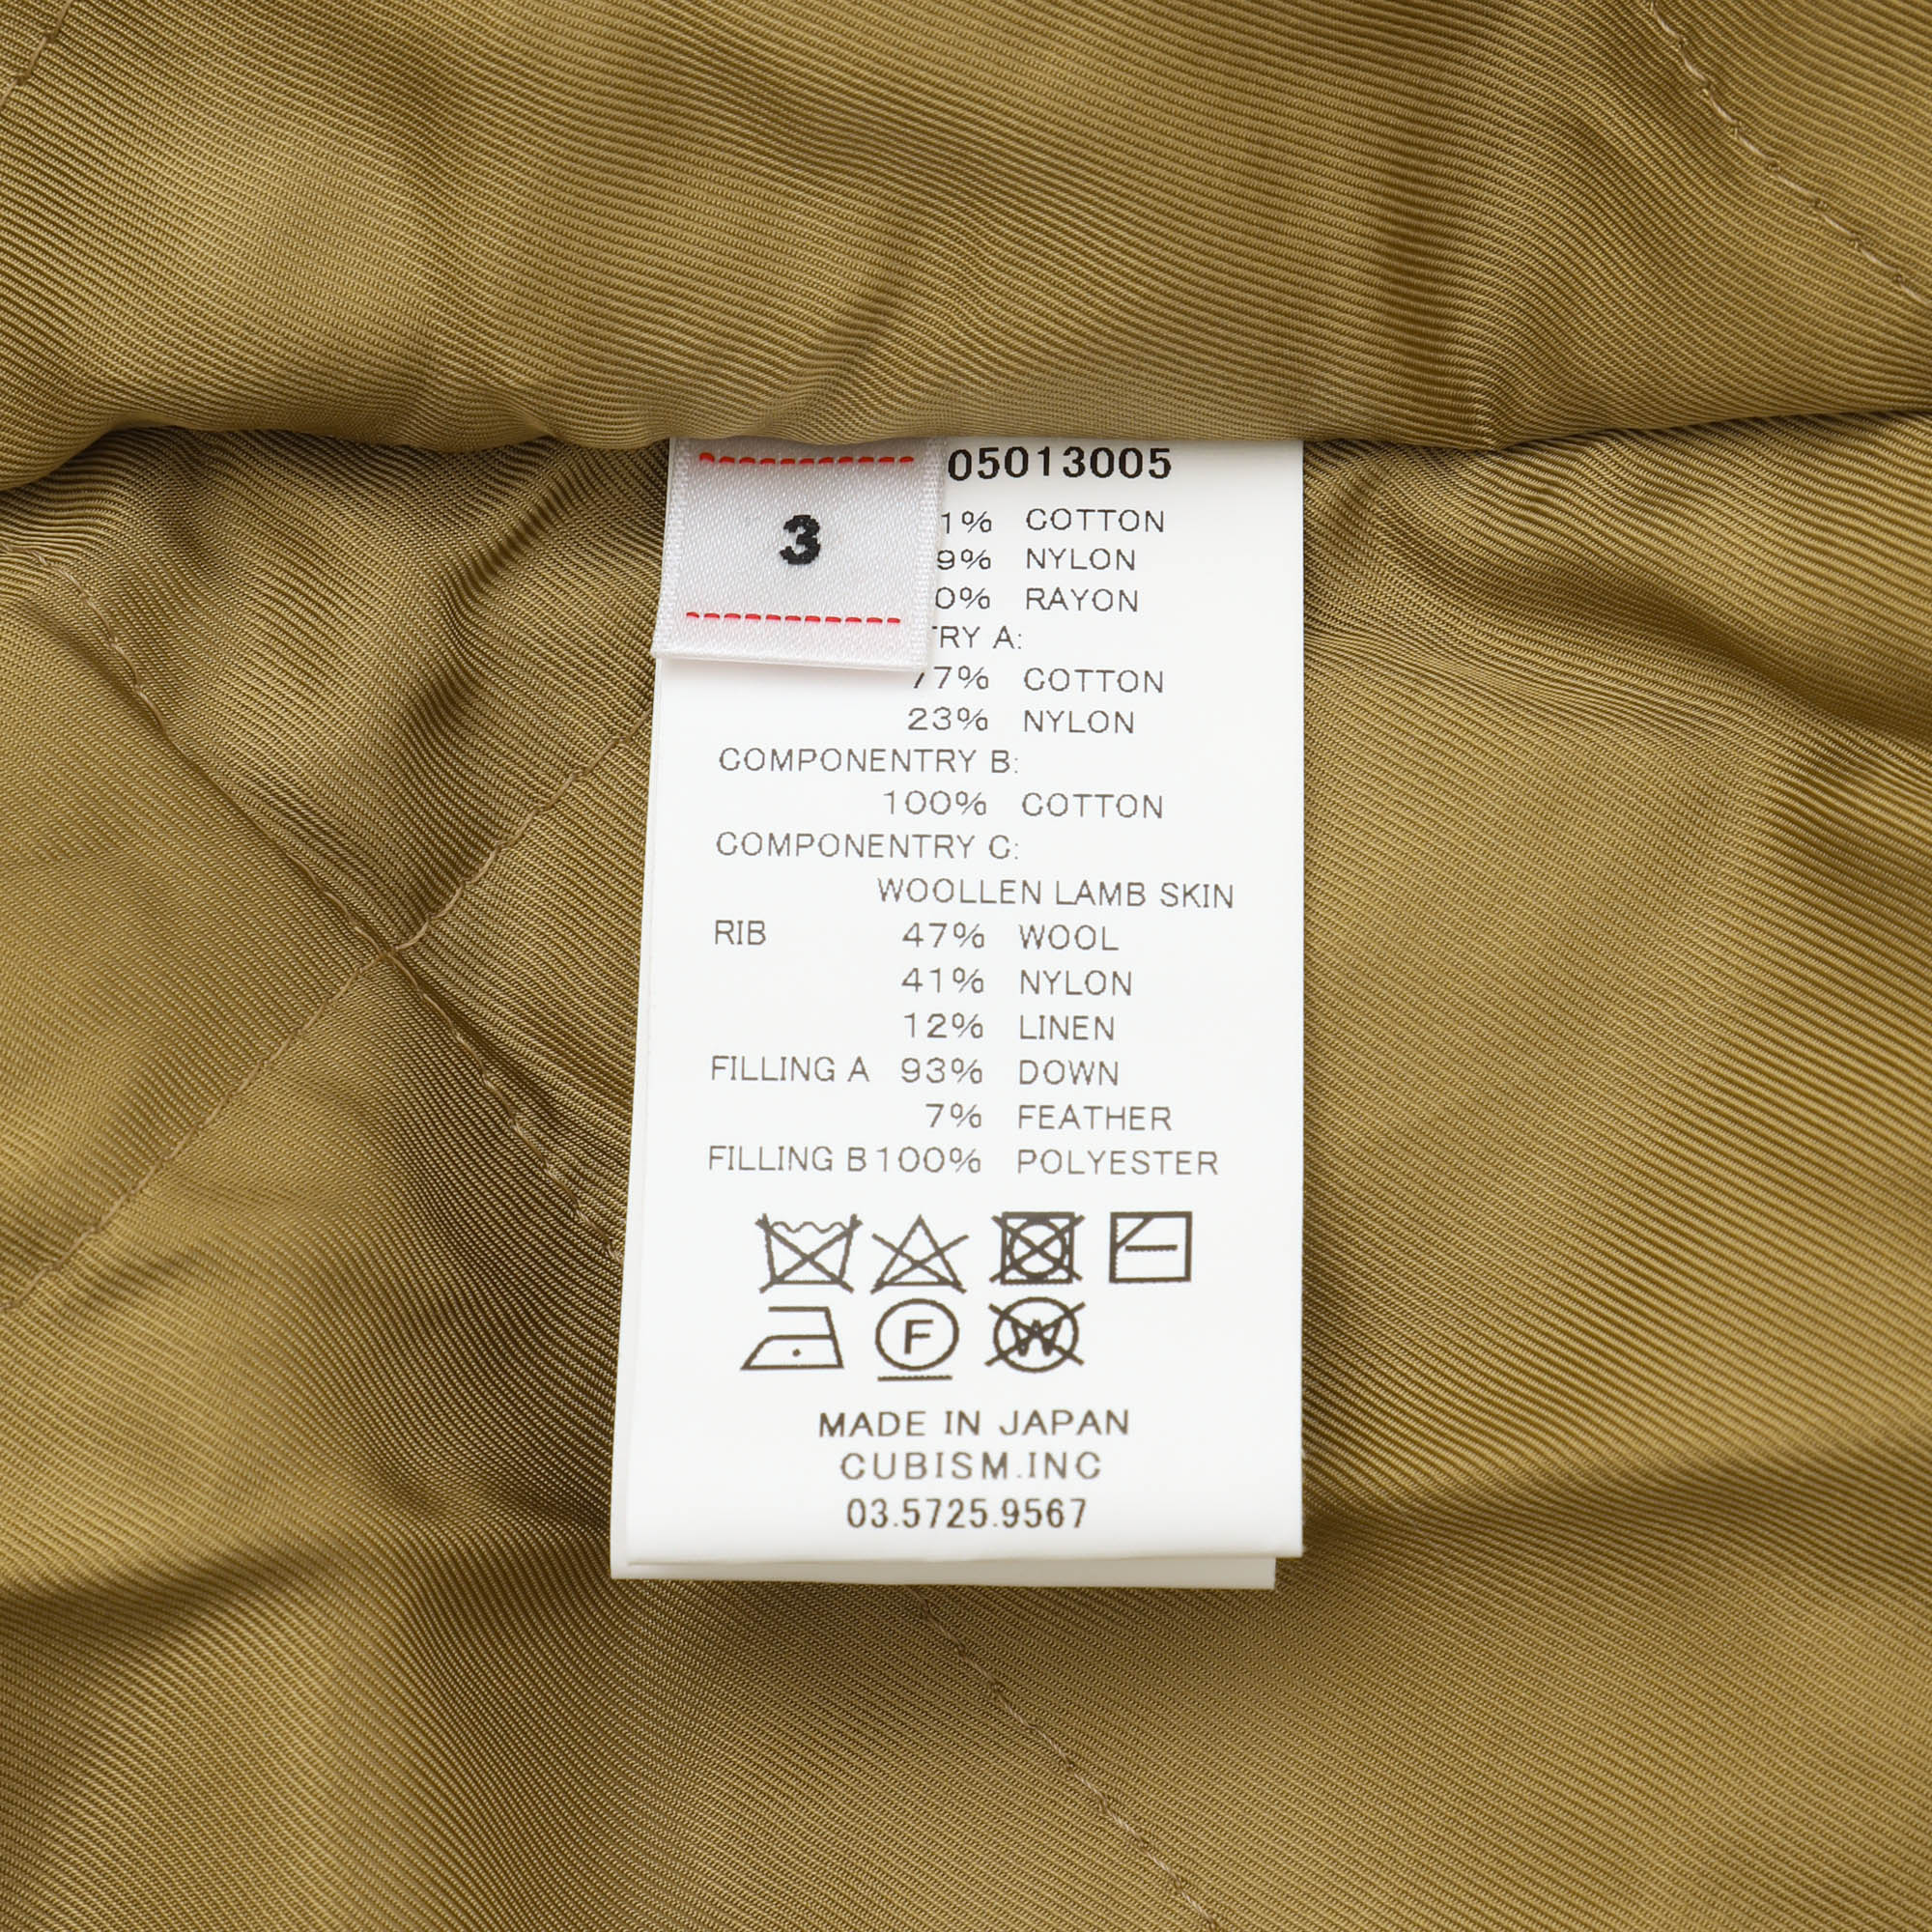 3
05013005
1% COTTON
9% NYLON
0% RAYON
TRY A:
77% COTTON
23% NYLON
COMPONENTRY B:
100% COTTON
COMPONENTRY C:
WOOLLEN LAMB SKIN
RIB 47% WOOL
41% NYLON
12% LINEN
FILLING A 93% DOWN
7% FEATHER
FILLING B 100% POLYESTER
F W
MADE IN JAPAN
CUBISM.INC
03.5725.9567